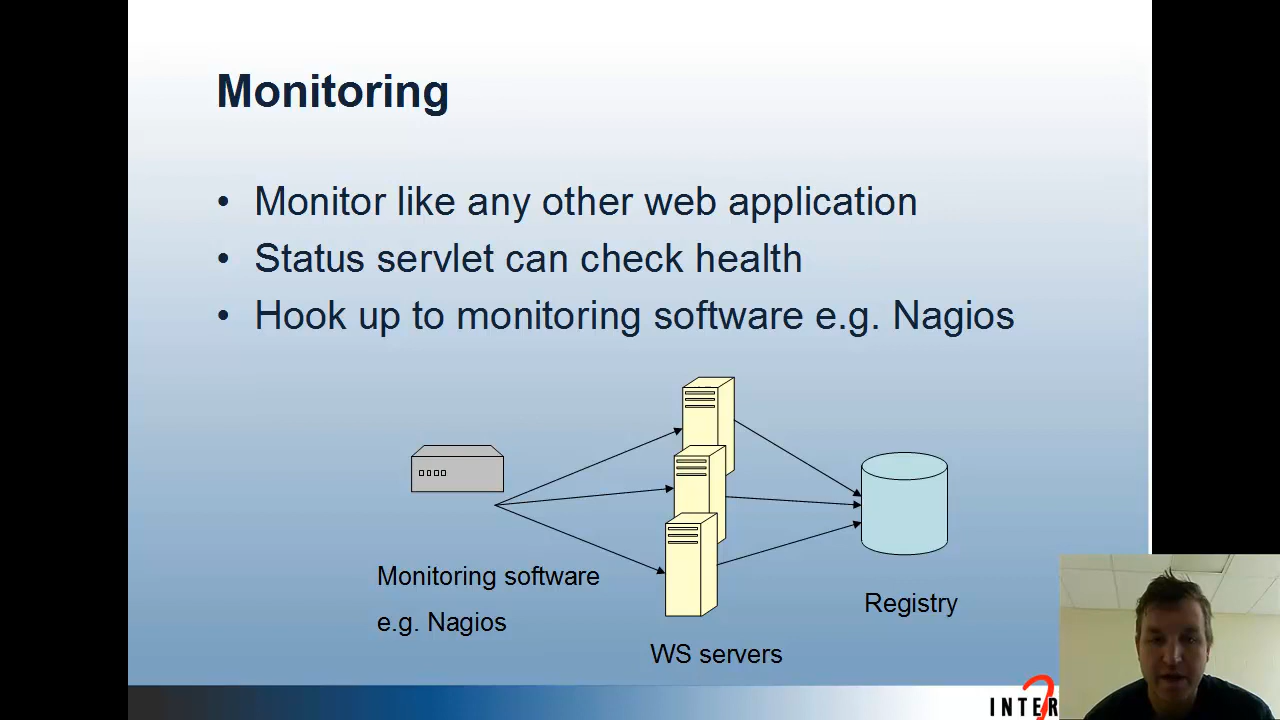 Monitoring
• Monitor like any other web application
• Status servlet can check health
• Hook up to monitoring software e.g. Nagios
Monitoring software
e.g. Nagios
WS servers
Registry
INTER